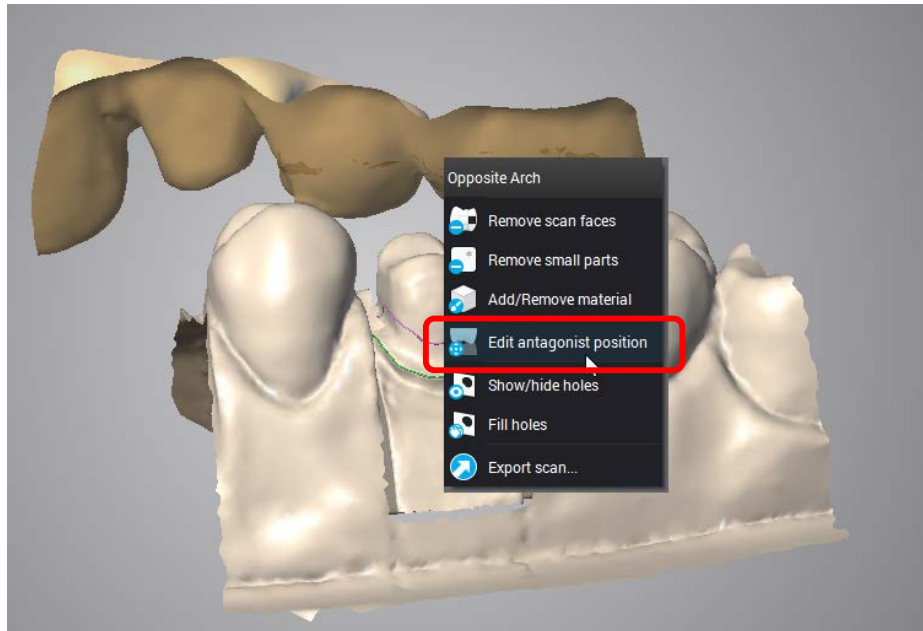 Opposite Arch
Remove scan faces
Remove small parts
Add/Remove material
Edit antagonist position
Show/hide holes
Fill holes
Export scan...